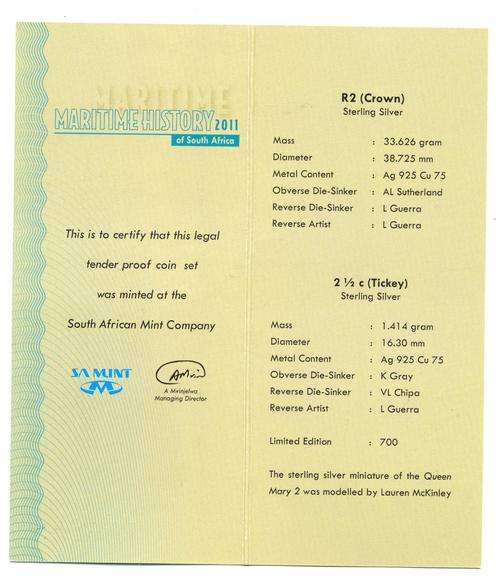 MARITIME
MARITIME HISTORY 2011
of South Africa
This is to certify that this legal
tender proof coin set
was minted at the
South African Mint Company
SA MINT
A Mvinjelwa
Managing Director
R2 (Crown)
Sterling Silver
Mass : 33.626 gram
Diameter : 38.725 mm
Metal Content : Ag 925 Cu 75
Obverse Die-Sinker : AL Sutherland
Reverse Die-Sinker : L Guerra
Reverse Artist : L Guerra
2 ½ c (Tickey)
Sterling Silver
Mass : 1.414 gram
Diameter : 16.30 mm
Metal Content : Ag 925 Cu 75
Obverse Die-Sinker : K Gray
Reverse Die-Sinker : VL Chipa
Reverse Artist : L Guerra
Limited Edition : 700
The sterling silver miniature of the Queen
Mary 2 was modelled by Lauren McKinley